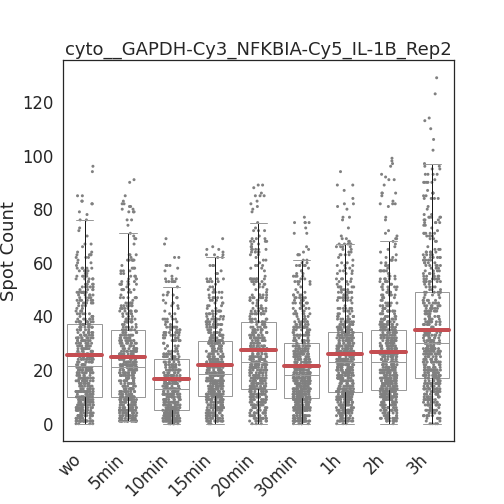 cyto__GAPDH-Cy3_NFKBIA-Cy5_IL-1B_Rep2
Spot Count
120
100
80
60
40
20
0
wo
5min
10min
15min
20min
30min
1h
2h
3h